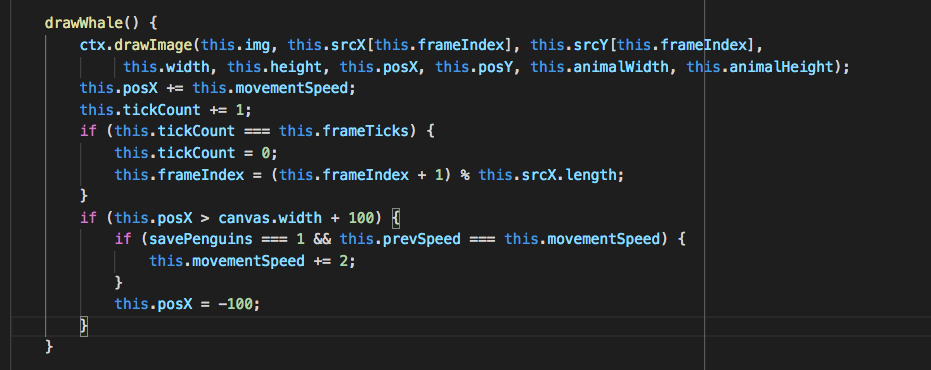 drawWhale() {
ctx.drawImage(this.img, this.srcX[this.frameIndex], this.srcY[this.frameIndex],
this.width, this.height, this.posX, this.posY, this.animalWidth, this.animalHeight);
this.posX += this.movementSpeed;
this.tickCount += 1;
if (this.tickCount === this.frameTicks) {
this.tickCount = 0;
this.frameIndex = (this.frameIndex + 1) % this.srcX.length;
}
if (this.posX > canvas.width + 100) {
if (savePenguins === 1 && this.prevSpeed === this.movementSpeed) {
this.movementSpeed += 2;
}
this.posX = -100;
}
}